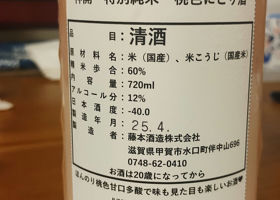 特別純米 桃色にごり酒
品目：清酒
原材料名：米（国産）、米こうじ（国産米）
精米歩合：60%
内容量：720ml
アルコール分：12%
日本酒度：-40.0
製造年月：25.4.
製造者：藤本酒造株式会社
滋賀県甲賀市水口町伴中山696
0748-62-0410
お酒は20歳になってから
ほんのり桃色甘口多酸で味も見た目も楽しいお酒♥